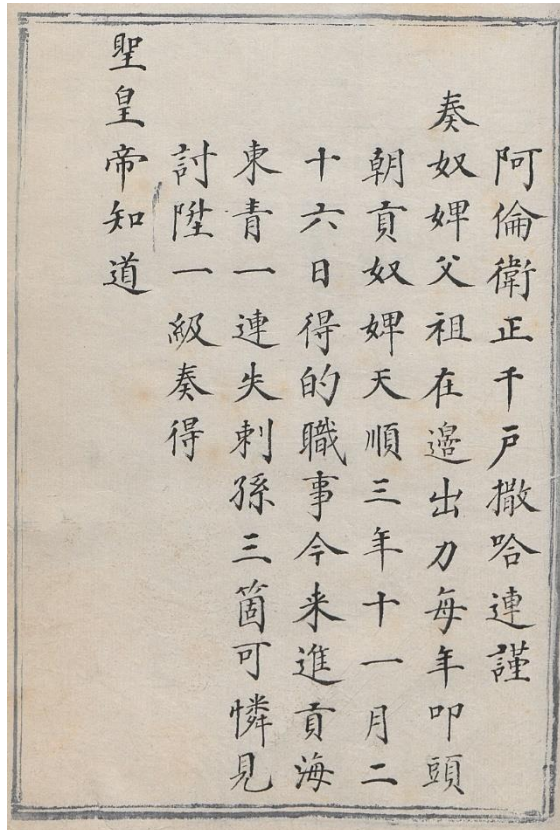 阿倫衛正千戶撒哈連謹
奏奴婢父祖在邉出力每年叩頭
朝貢奴婢天順三年十一月二
十六日得的職事今来進貢海
東青一連失剌孫三箇可憐見
討陞一級奏得
聖皇帝知道